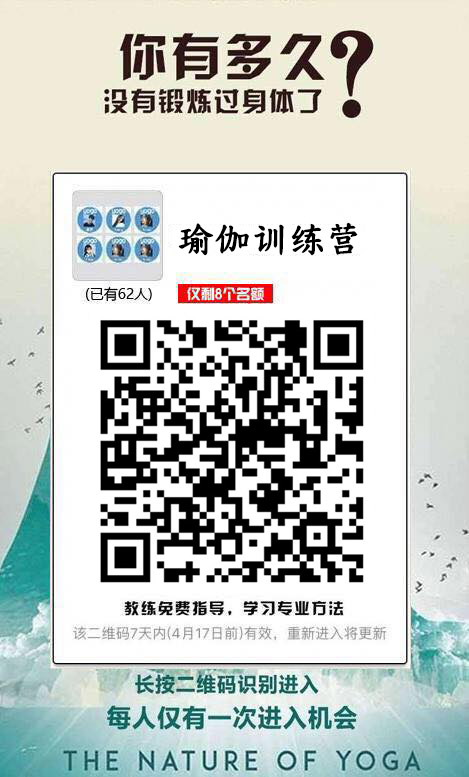 你有多久
没有锻炼过身体了?
瑜伽训练营
(已有62人)
仅剩8个名额
教练免费指导，学习专业方法
该二维码7天内(4月17日前)有效，重新进入将更新
长按二维码识别进入
每人仅有一次进入机会
THE NATURE OF YOGA